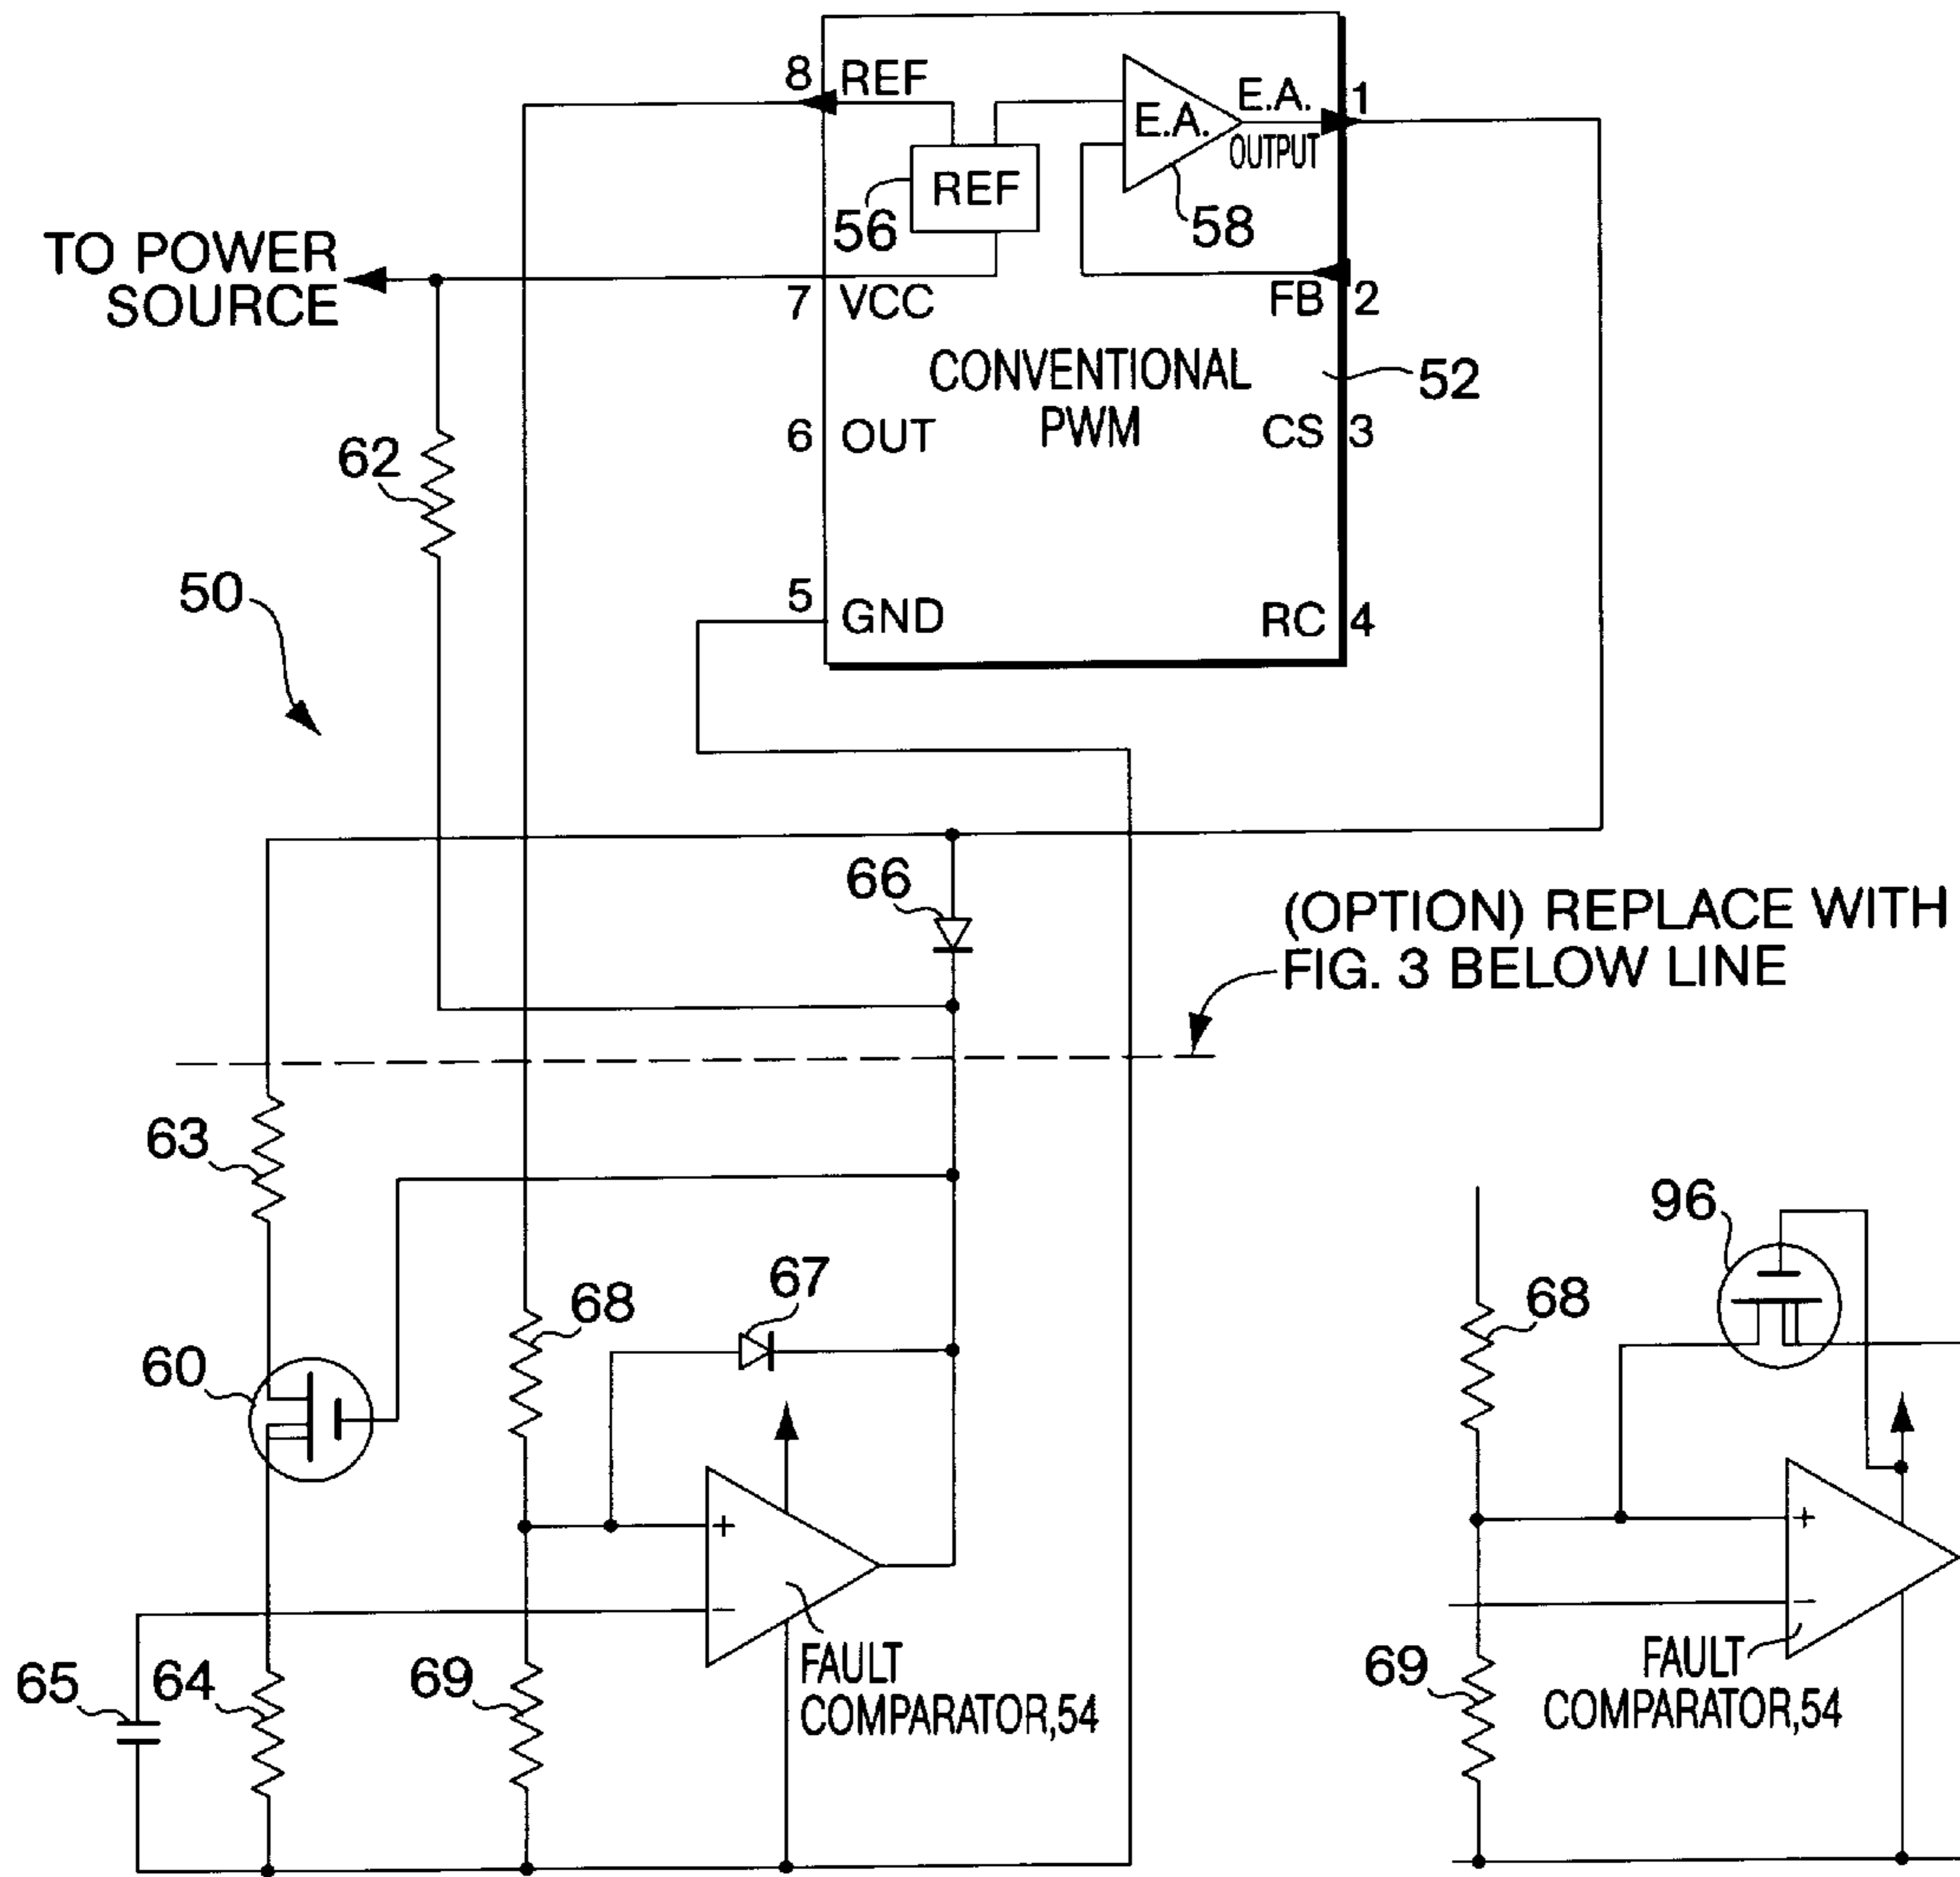 8 REF
E.A. E.A. 1
OUTPUT
REF
56
58
TO POWER
SOURCE
7 VCC
FB 2
CONVENTIONAL
PWM
52
6 OUT
CS 3
62
50
5 GND
RC 4
66
(OPTION) REPLACE WITH
FIG. 3 BELOW LINE
63
96
67
68
68
60
+
+
−
−
65
64
69
FAULT
COMPARATOR,54
69
FAULT
COMPARATOR,54